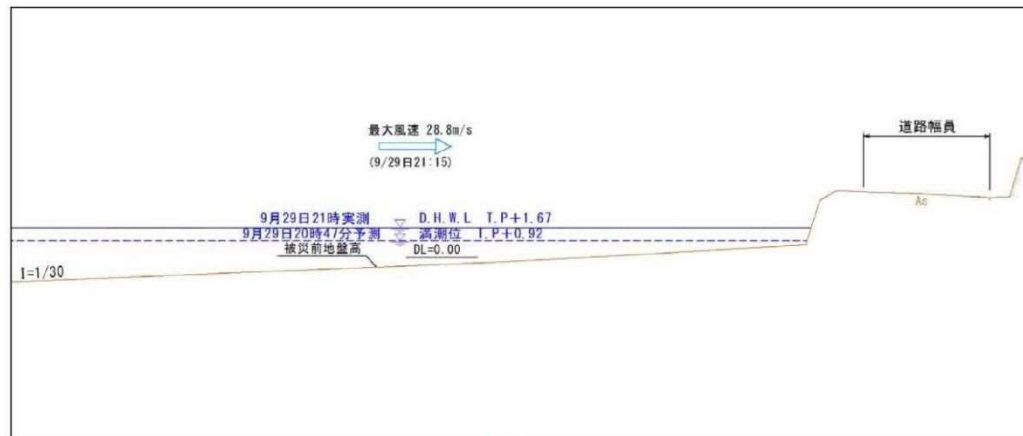 最大風速 28.8m/s
(9/29日21:15)
道路幅員
As
9月29日21時実測 D.H.W.L T.P+1.67
9月29日20時47分予測 満潮位 T.P+0.92
被災前地盤高 DL=0.00
I=1/30